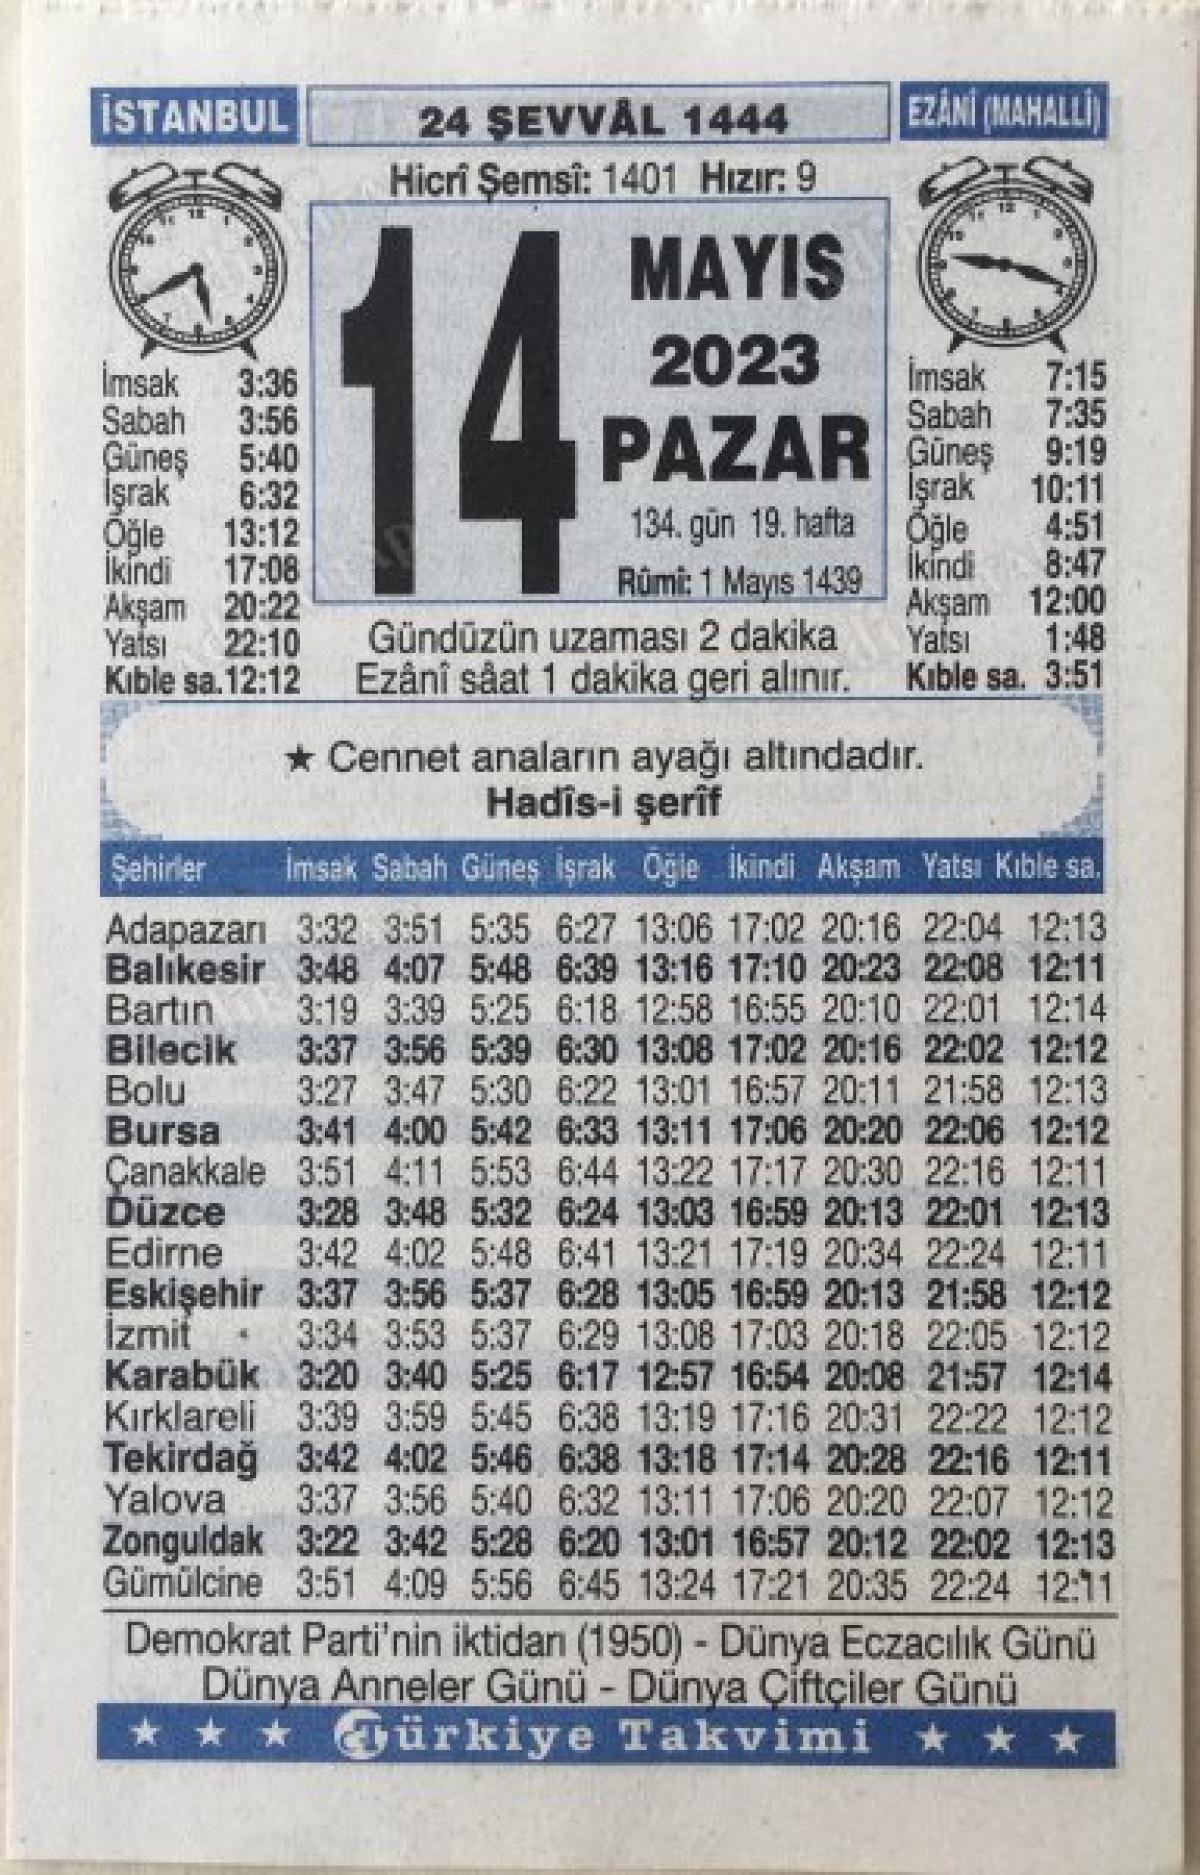 İSTANBUL
24 ŞEVVÂL 1444
EZÂNÎ (MAHALLÎ)
Hicrî Şemsî: 1401 Hızır: 9
İmsak 3:36
Sabah 3:56
Güneş 5:40
İşrak 6:32
Öğle 13:12
İkindi 17:08
Akşam 20:22
Yatsı 22:10
Kıble sa. 12:12
14
MAYIS
2023
PAZAR
134. gün 19. hafta
Rûmî: 1 Mayıs 1439
Gündüzün uzaması 2 dakika
Ezânî sâat 1 dakika geri alınır.
İmsak 7:15
Sabah 7:35
Güneş 9:19
İşrak 10:11
Öğle 4:51
İkindi 8:47
Akşam 12:00
Yatsı 1:48
Kıble sa. 3:51
★ Cennet anaların ayağı altındadır.
Hadîs-i şerîf
Şehirler İmsak Sabah Güneş İşrak Öğle İkindi Akşam Yatsı Kıble sa.
Adapazarı 3:32 3:51 5:35 6:27 13:06 17:02 20:16 22:04 12:13
Balıkesir 3:48 4:07 5:48 6:39 13:16 17:10 20:23 22:08 12:11
Bartın 3:19 3:39 5:25 6:18 12:58 16:55 20:10 22:01 12:14
Bilecik 3:37 3:56 5:39 6:30 13:08 17:02 20:16 22:02 12:12
Bolu 3:27 3:47 5:30 6:22 13:01 16:57 20:11 21:58 12:13
Bursa 3:41 4:00 5:42 6:33 13:11 17:06 20:20 22:06 12:12
Çanakkale 3:51 4:11 5:53 6:44 13:22 17:17 20:30 22:16 12:11
Düzce 3:28 3:48 5:32 6:24 13:03 16:59 20:13 22:01 12:13
Edirne 3:42 4:02 5:48 6:41 13:21 17:19 20:34 22:24 12:11
Eskişehir 3:37 3:56 5:37 6:28 13:05 16:59 20:13 21:58 12:12
İzmit 3:34 3:53 5:37 6:29 13:08 17:03 20:18 22:05 12:12
Karabük 3:20 3:40 5:25 6:17 12:57 16:54 20:08 21:57 12:14
Kırklareli 3:39 3:59 5:45 6:38 13:19 17:16 20:31 22:22 12:12
Tekirdağ 3:42 4:02 5:46 6:38 13:18 17:14 20:28 22:16 12:11
Yalova 3:37 3:56 5:40 6:32 13:11 17:06 20:20 22:07 12:12
Zonguldak 3:22 3:42 5:28 6:20 13:01 16:57 20:12 22:02 12:13
Gümülcine 3:51 4:09 5:56 6:45 13:24 17:21 20:35 22:24 12:11
Demokrat Parti'nin iktidarı (1950) - Dünya Eczacılık Günü
Dünya Anneler Günü - Dünya Çiftçiler Günü
★ ★ ★ Türkiye Takvimi ★ ★ ★